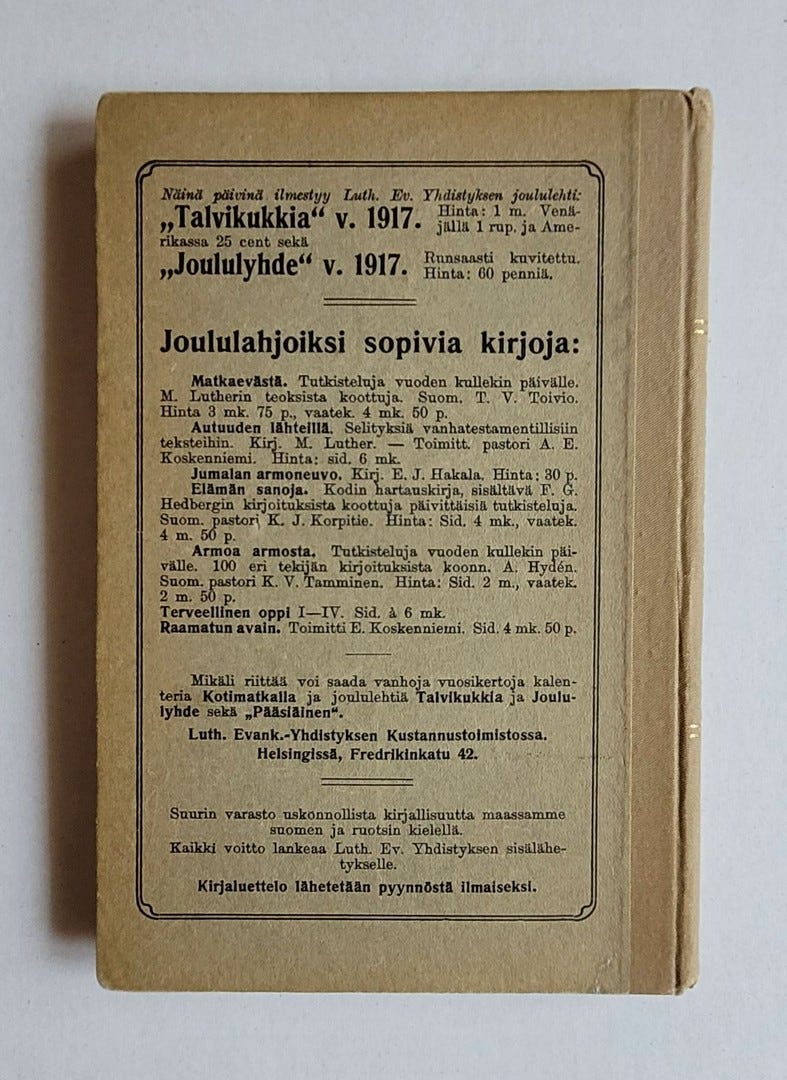 Näinä päivinä ilmestyy Luth. Ev. Yhdistyksen joululehti:
„Talvikukkia“ v. 1917. Hinta: 1 m. Venä-
jällä 1 rup. ja Ame-
rikassa 25 cent sekä
„Joululyhde“ v. 1917. Runsaasti kuvitettu.
Hinta: 60 penniä.
Joululahjoiksi sopivia kirjoja:
Matkaevästä. Tutkisteluja vuoden kullekin päivälle.
M. Lutherin teoksista koottuja. Suom. T. V. Toivio.
Hinta 3 mk. 75 p., vaatek. 4 mk. 50 p.
Autuuden lähteillä. Selityksiä vanhatestamentillisiin
teksteihin. Kirj. M. Luther. — Toimitt. pastori A. E.
Koskenniemi. Hinta: sid. 6 mk.
Jumalan armoneuvo. Kirj. E. J. Hakala. Hinta: 30 p.
Elämän sanoja. Kodin hartauskirja, sisältävä F. G.
Hedbergin kirjoituksista koottuja päivittäisiä tutkisteluja.
Suom. pastori K. J. Korpitie. Hinta: Sid. 4 mk., vaatek.
4 m. 50 p.
Armoa armosta. Tutkisteluja vuoden kullekin päi-
välle. 100 eri tekijän kirjoituksista koonn. A. Hydén.
Suom. pastori K. V. Tamminen. Hinta: Sid. 2 m., vaatek.
2 m. 50 p.
Terveellinen oppi I—IV. Sid. à 6 mk.
Raamatun avain. Toimitti E. Koskenniemi. Sid. 4 mk. 50 p.
Mikäli riittää voi saada vanhoja vuosikertoja kalen-
teria Kotimatkalla ja joululehtiä Talvikukkia ja Joulu-
lyhde sekä „Pääsiäinen“.
Luth. Evank.-Yhdistyksen Kustannustoimistossa.
Helsingissä, Fredrikinkatu 42.
Suurin varasto uskonnollista kirjallisuutta maassamme
suomen ja ruotsin kielellä.
Kaikki voitto lankeaa Luth. Ev. Yhdistyksen sisälähe-
tykselle.
Kirjaluettelo lähetetään pyynnöstä ilmaiseksi.